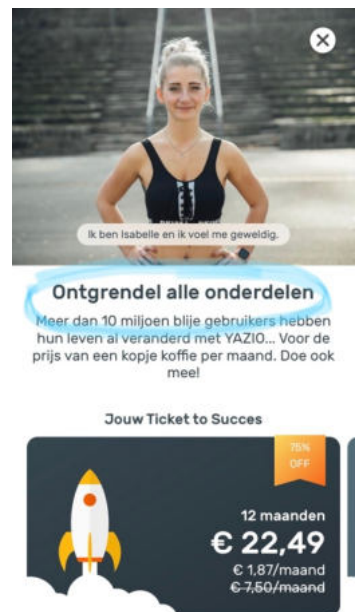 Ik ben Isabelle en ik voel me geweldig.
Ontgrendel alle onderdelen
Meer dan 10 miljoen blije gebruikers hebben
hun leven al veranderd met YAZIO... Voor de
prijs van een kopje koffie per maand. Doe ook
mee!
Jouw Ticket to Succes
75%
OFF
12 maanden
€ 22,49
€ 1,87/maand
€ 7,50/maand